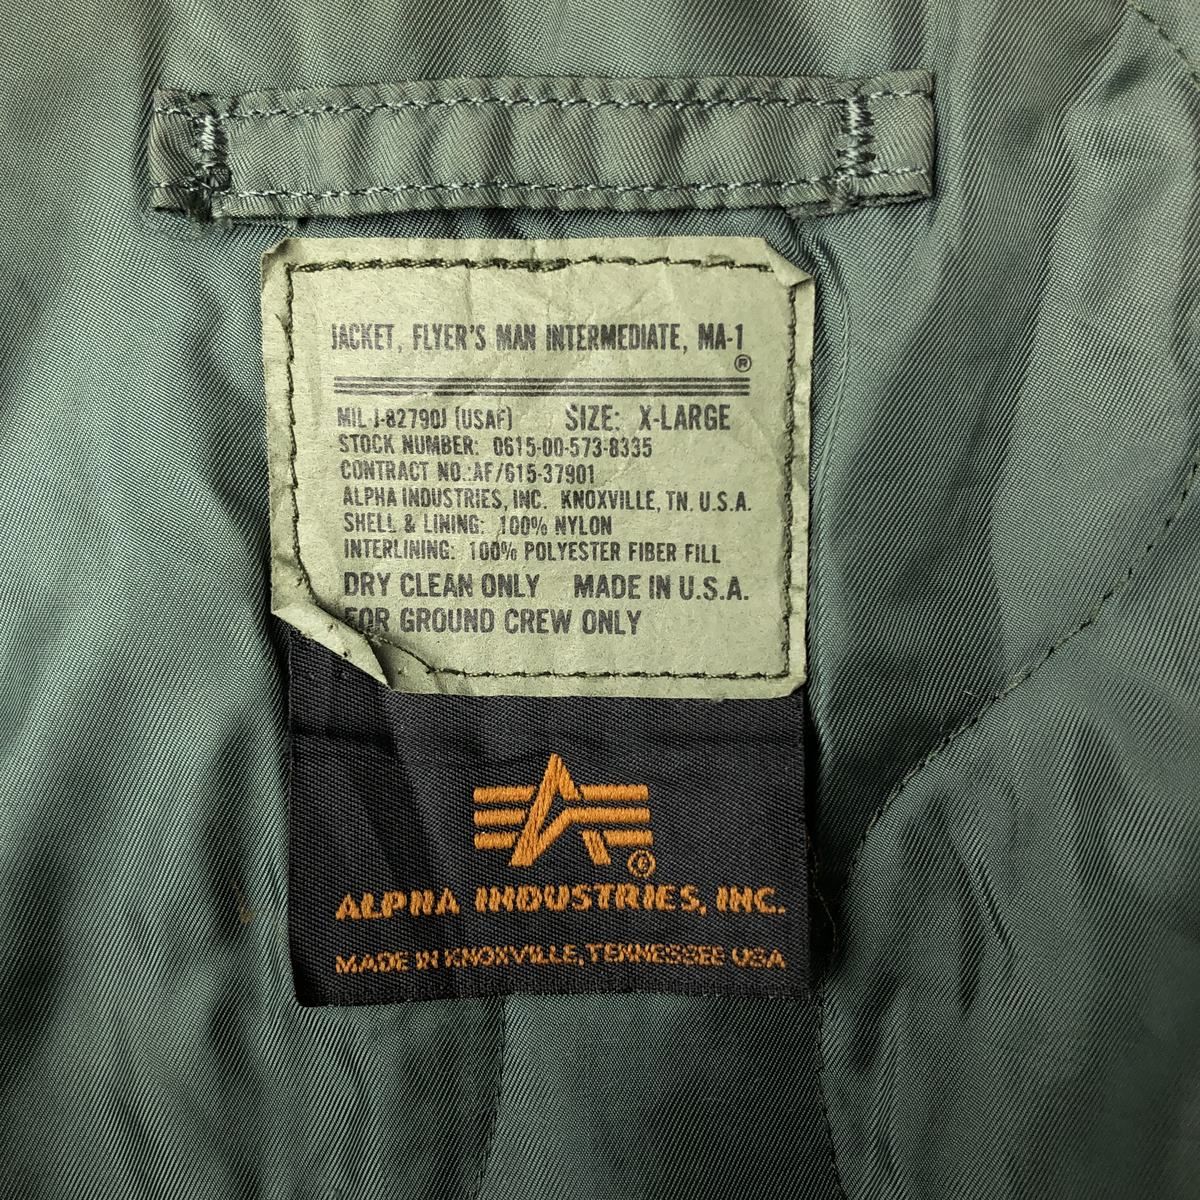 JACKET, FLYER'S MAN INTERMEDIATE, MA-1
®
MIL J-82790J (USAF) SIZE: X-LARGE
STOCK NUMBER: 0615-00-573-8335
CONTRACT NO.:AF/615-37901
ALPHA INDUSTRIES, INC. KNOXVILLE, TN. U.S.A.
SHELL & LINING: 100% NYLON
INTERLINING: 100% POLYESTER FIBER FILL
DRY CLEAN ONLY MADE IN U.S.A.
FOR GROUND CREW ONLY
ALPHA INDUSTRIES, INC.
MADE IN KNOXVILLE, TENNESSEE USA